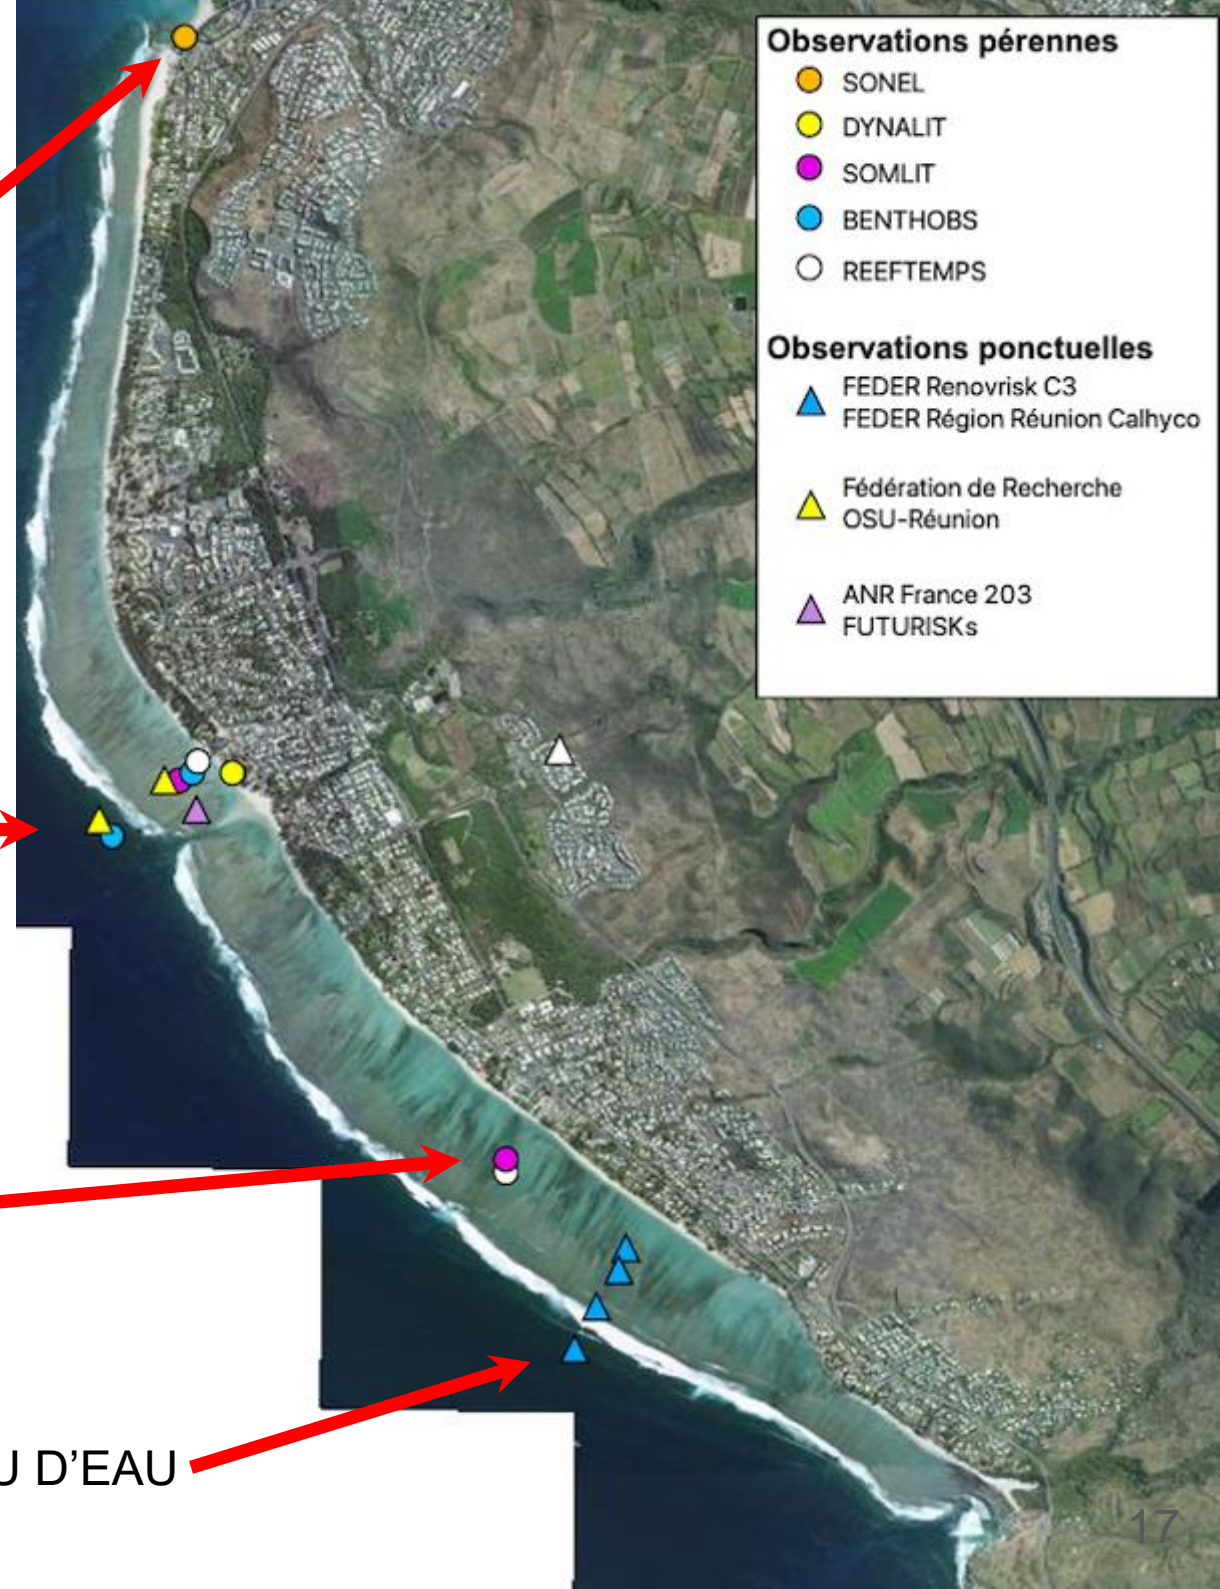 Observations pérennes
SONEL
DYNALIT
SOMLIT
BENTHOBS
REEFTEMPS
Observations ponctuelles
FEDER Renovrisk C3
FEDER Région Réunion Calhyco
Fédération de Recherche
OSU-Réunion
ANR France 203
FUTURISKs
U D’EAU
17